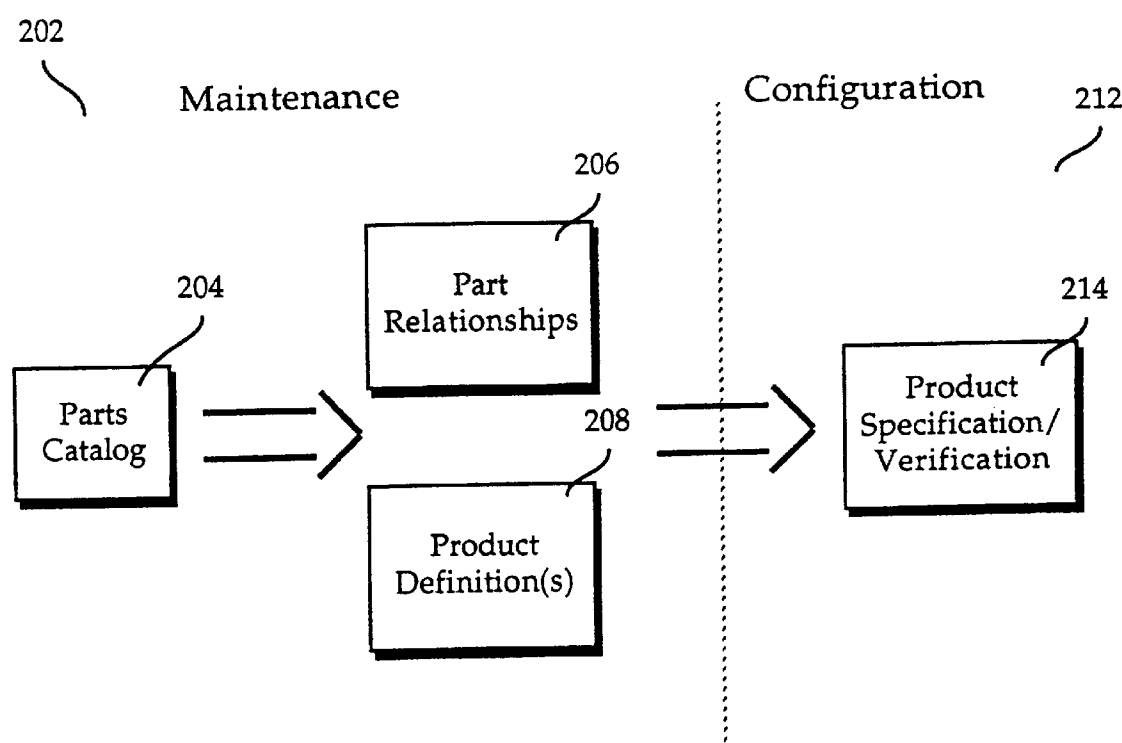 202
Maintenance
Configuration
212
206
Part
Relationships
204
Parts
Catalog
214
Product
Specification/
Verification
208
Product
Definition(s)